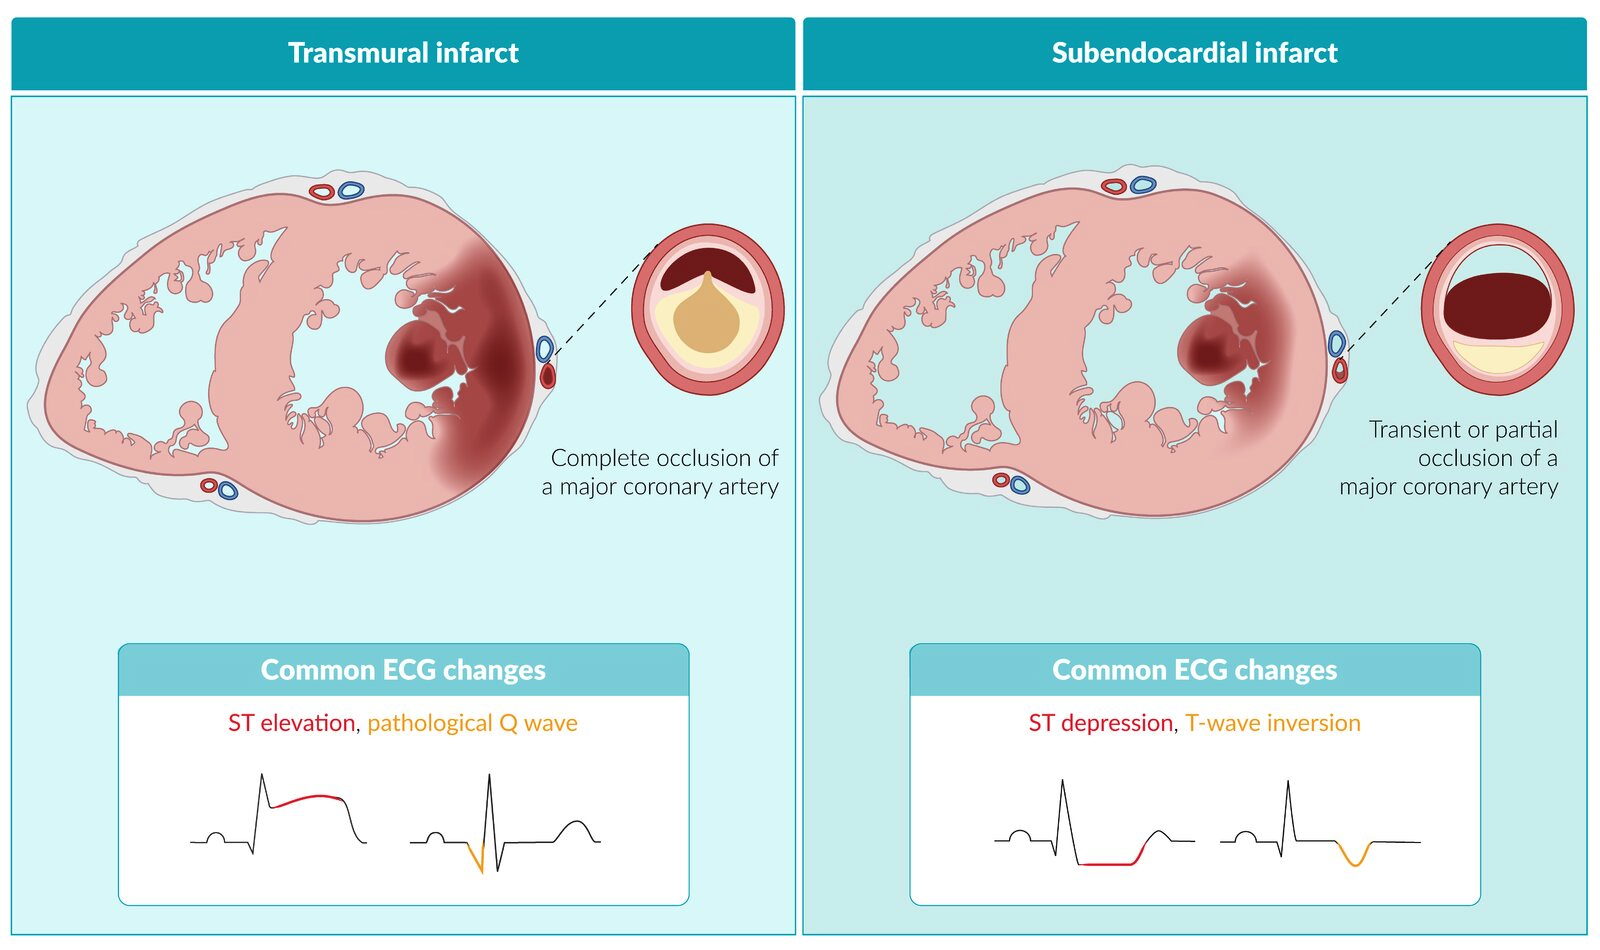 Transmural infarct
Complete occlusion of
a major coronary artery
Common ECG changes
ST elevation, pathological Q wave
Subendocardial infarct
Transient or partial
occlusion of a
major coronary artery
Common ECG changes
ST depression, T-wave inversion